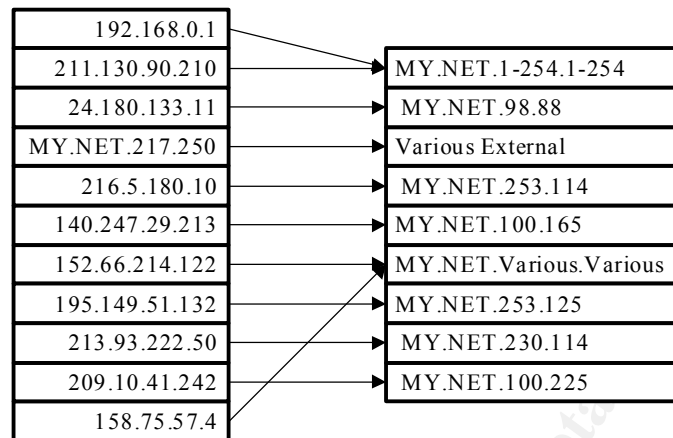 192.168.0.1
211.130.90.210
24.180.133.11
MY.NET.217.250
216.5.180.10
140.247.29.213
152.66.214.122
195.149.51.132
213.93.222.50
209.10.41.242
158.75.57.4
MY.NET.1-254.1-254
MY.NET.98.88
Various External
MY.NET.253.114
MY.NET.100.165
MY.NET.Various.Various
MY.NET.253.125
MY.NET.230.114
MY.NET.100.225